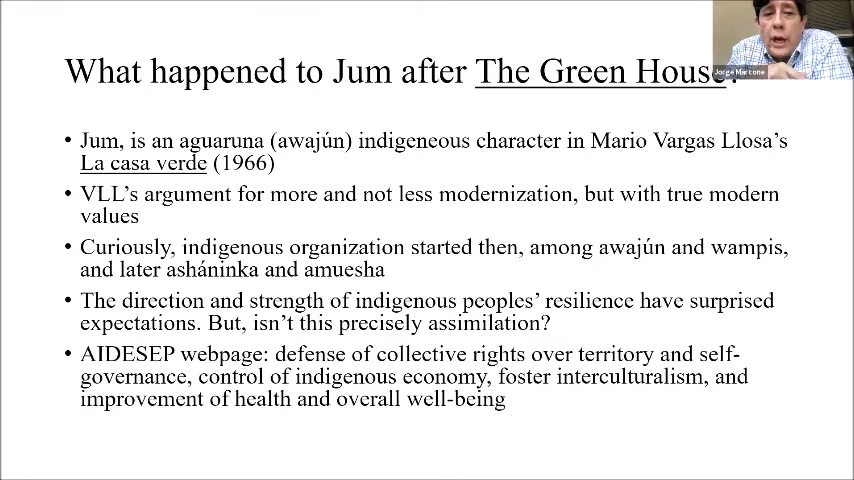 What happened to Jum after The Green House?
Jorge Marcone
• Jum, is an aguaruna (awajún) indigeneous character in Mario Vargas Llosa's
La casa verde (1966)
• VLL's argument for more and not less modernization, but with true modern
values
• Curiously, indigenous organization started then, among awajún and wampis,
and later asháninka and amuesha
• The direction and strength of indigenous peoples' resilience have surprised
expectations. But, isn't this precisely assimilation?
• AIDESEP webpage: defense of collective rights over territory and self-
governance, control of indigenous economy, foster interculturalism, and
improvement of health and overall well-being